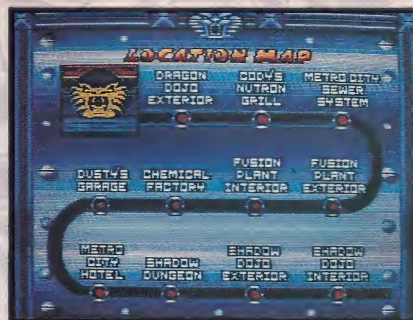 LOCATION MAP
DRAGON
DOJO
EXTERIOR
CODY'S
NUTRON
GRILL
METRO CITY
SEWER
SYSTEM
DUSTY'S
GARAGE
CHEMICAL
FACTORY
FUSION
PLANT
INTERIOR
FUSION
PLANT
EXTERIOR
METRO
CITY
HOTEL
SHADOW
DUNGEON
SHADOW
DOJO
EXTERIOR
SHADOW
DOJO
INTERIOR